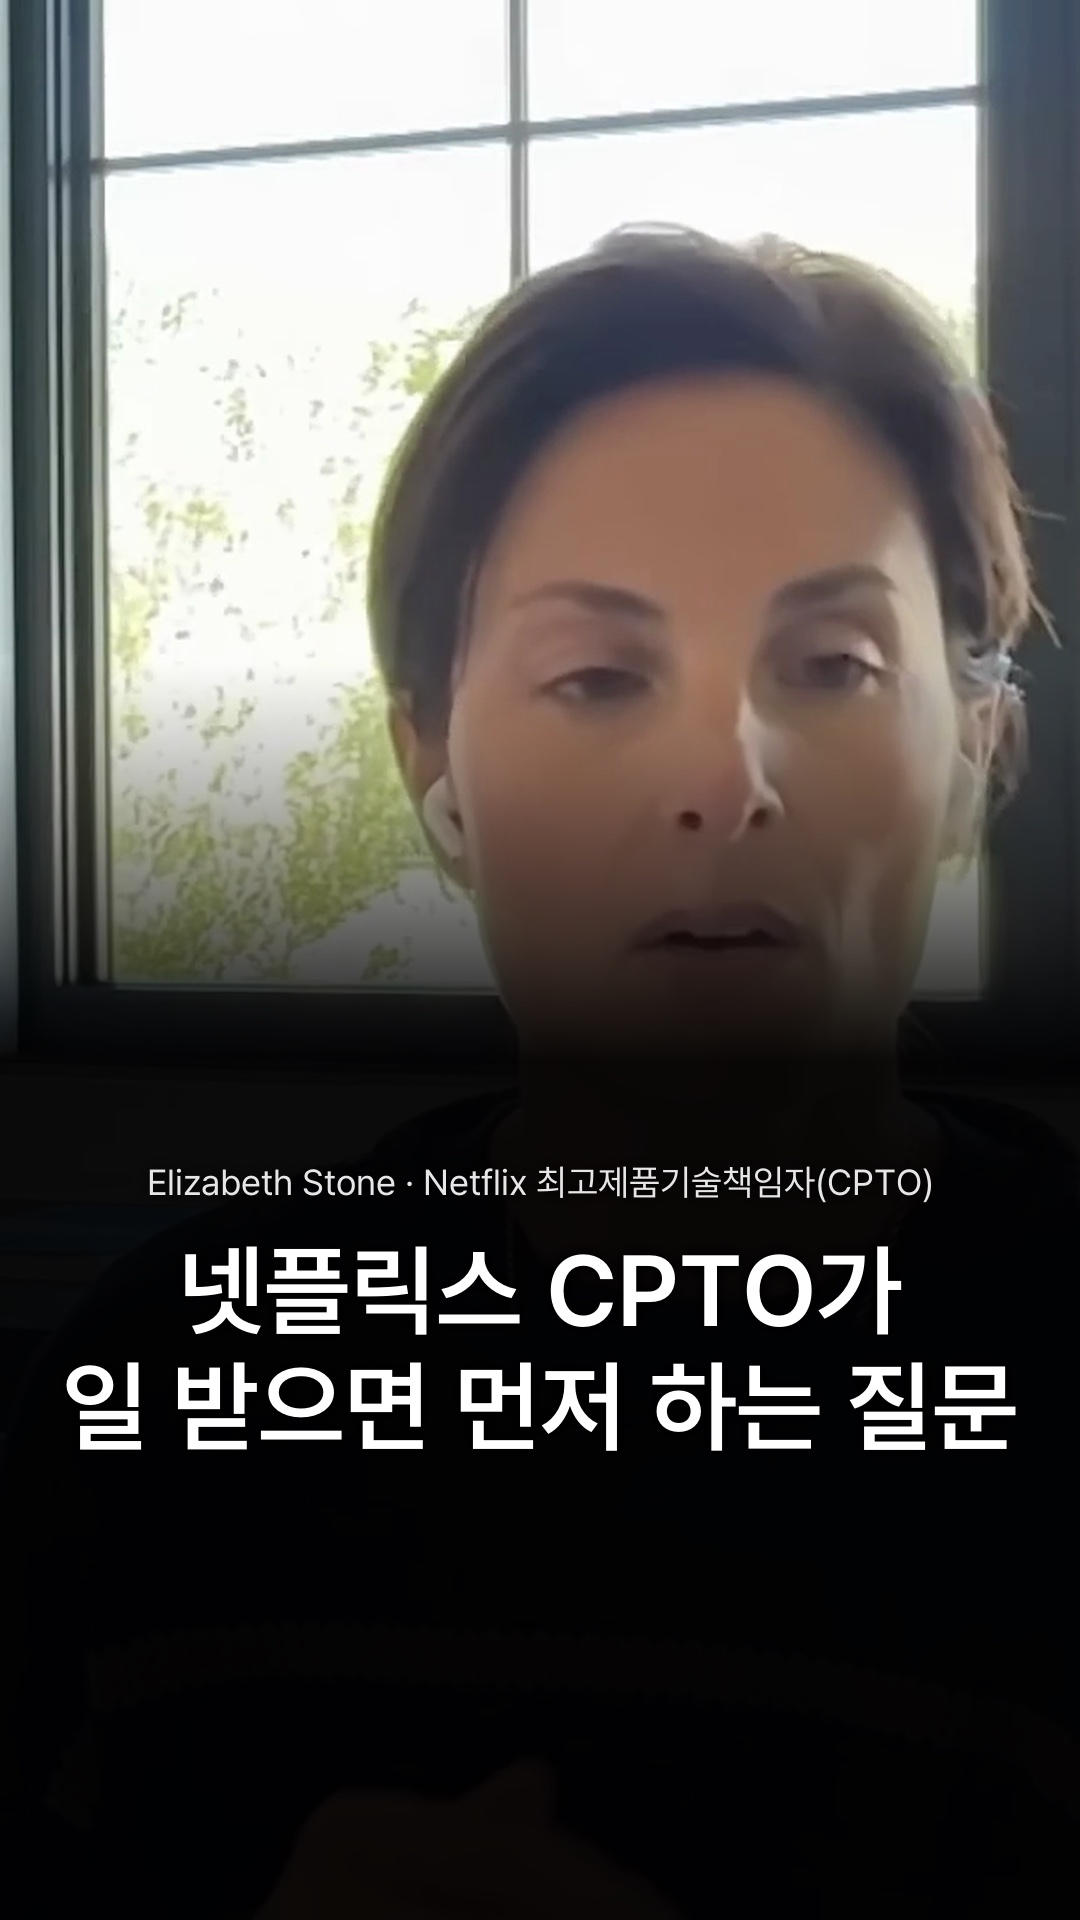 Elizabeth Stone · Netflix 최고제품기술책임자(CPTO)
넷플릭스 CPTO가
일 받으면 먼저 하는 질문